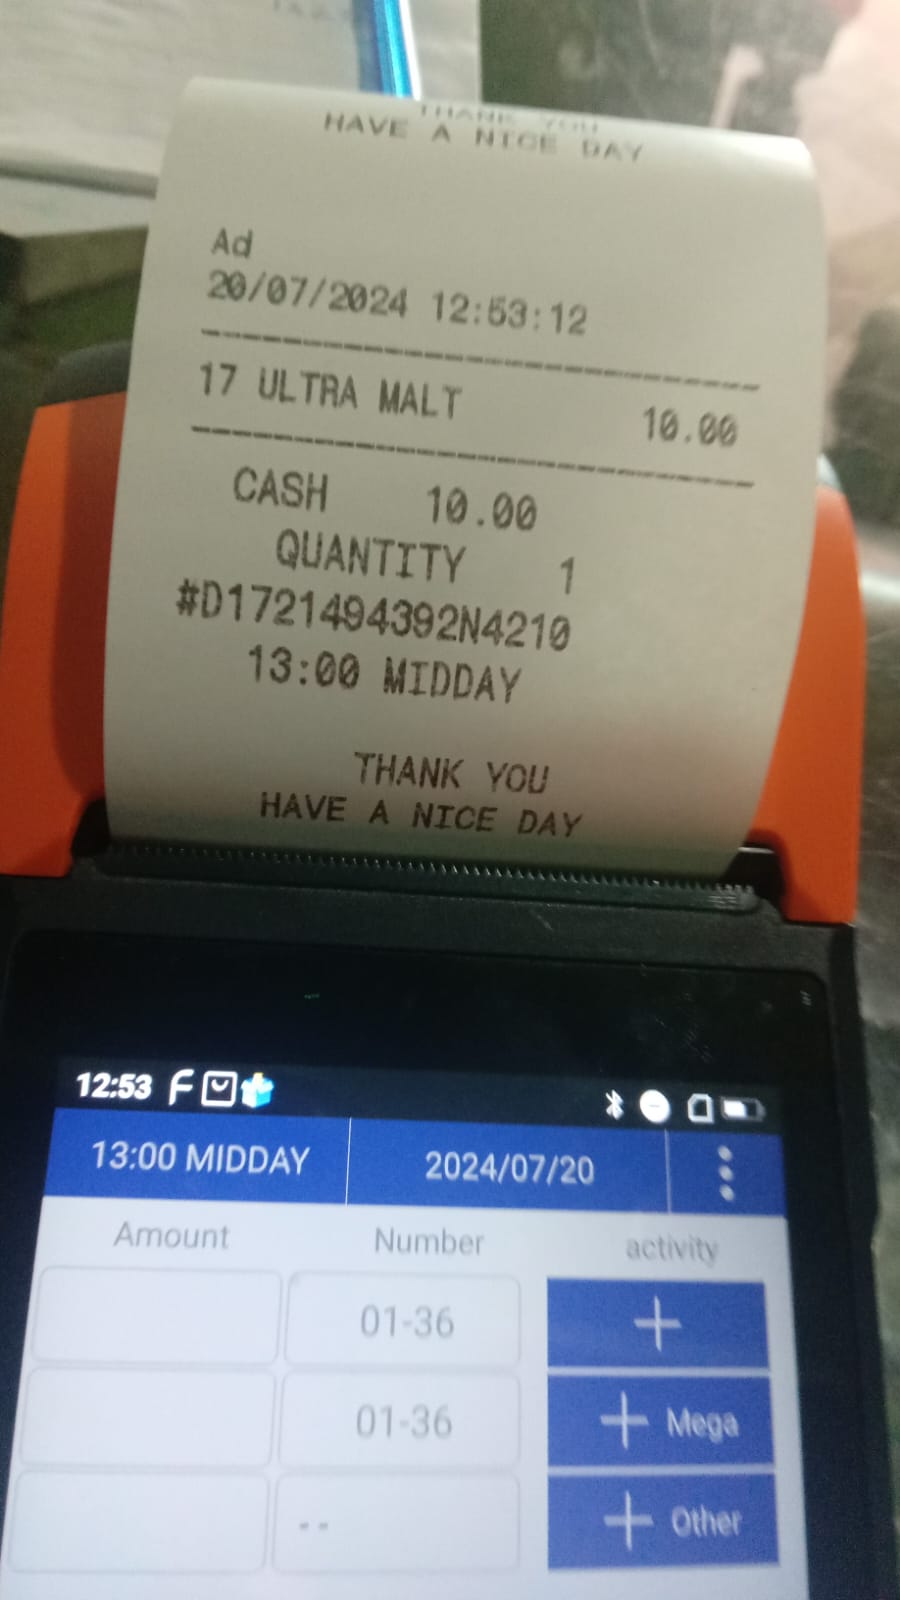 THANK YOU
HAVE A NICE DAY
Ad
20/07/2024 12:53:12
17 ULTRA MALT 10.00
CASH 10.00
QUANTITY 1
#D1721494392N4210
13:00 MIDDAY
THANK YOU
HAVE A NICE DAY
12:53
13:00 MIDDAY 2024/07/20
Amount Number activity
01-36 +
01-36 + Mega
-- + Other